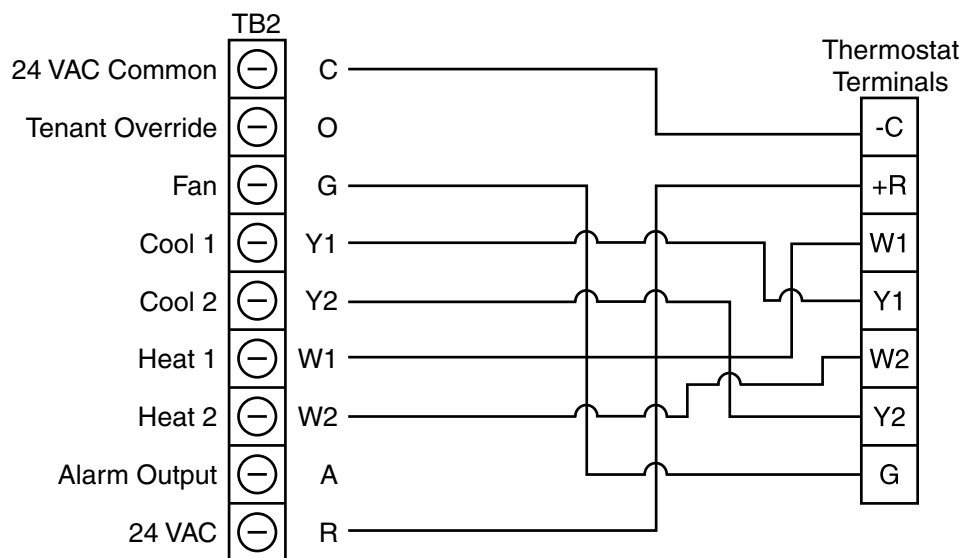 TB2
24 VAC Common C
Tenant Override O
Fan G
Cool 1 Y1
Cool 2 Y2
Heat 1 W1
Heat 2 W2
Alarm Output A
24 VAC R
Thermostat
Terminals
-C
+R
W1
Y1
W2
Y2
G